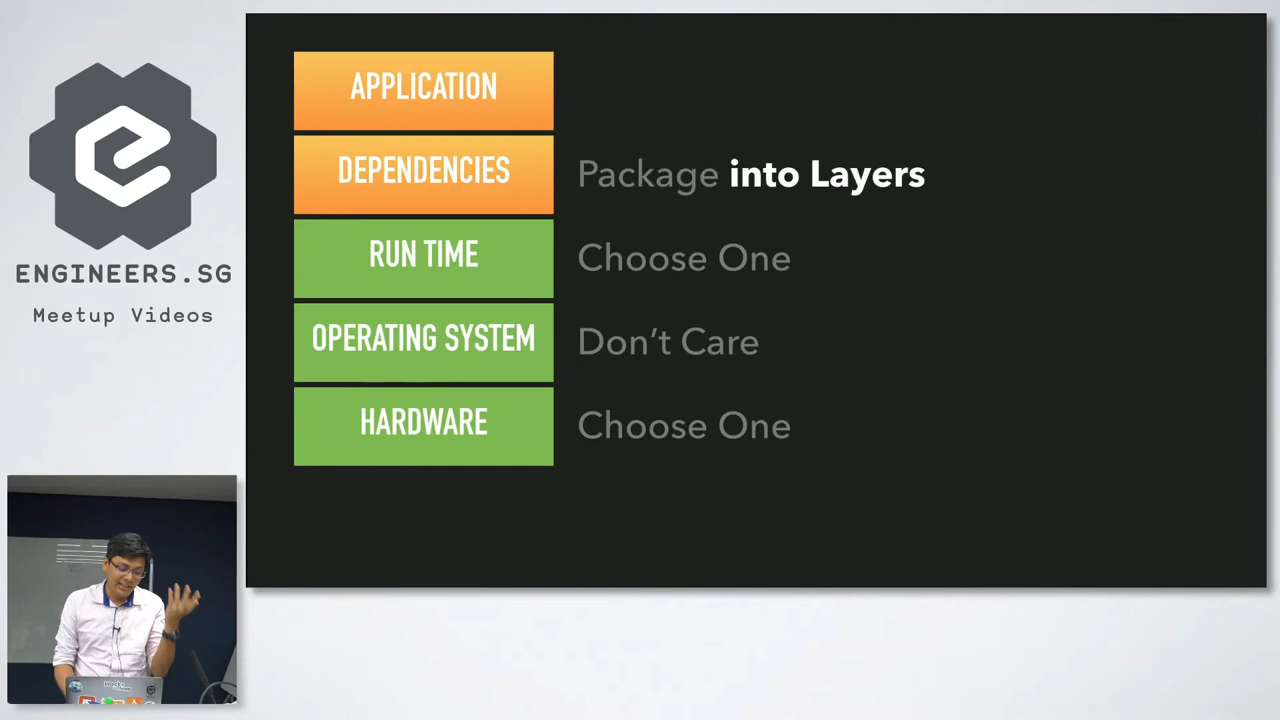 ENGINEERS.SG
Meetup Videos
APPLICATION
DEPENDENCIES Package into Layers
RUN TIME Choose One
OPERATING SYSTEM Don't Care
HARDWARE Choose One